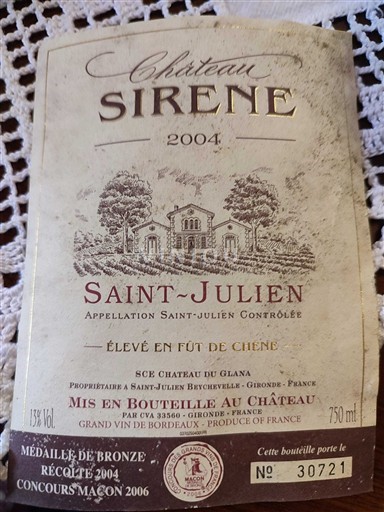 Château
SIRENE
2004
SAINT~JULIEN
APPELLATION SAINT-JULIEN CONTRÔLÉE
ÉLEVÉ EN FÛT DE CHÊNE
SCE CHATEAU DU GLANA
PROPRIÉTAIRE A SAINT-JULIEN BEYCHEVELLE - GIRONDE - FRANCE
MIS EN BOUTEILLE AU CHÂTEAU
PAR CVA 33560 - GIRONDE - FRANCE
13% Vol.
750 ml
GRAND VIN DE BORDEAUX - PRODUCE OF FRANCE
MÉDAILLE DE BRONZE
RÉCOLTE 2004
CONCOURS MACON 2006
MACON
Cette bouteille porte le
Nº 30721